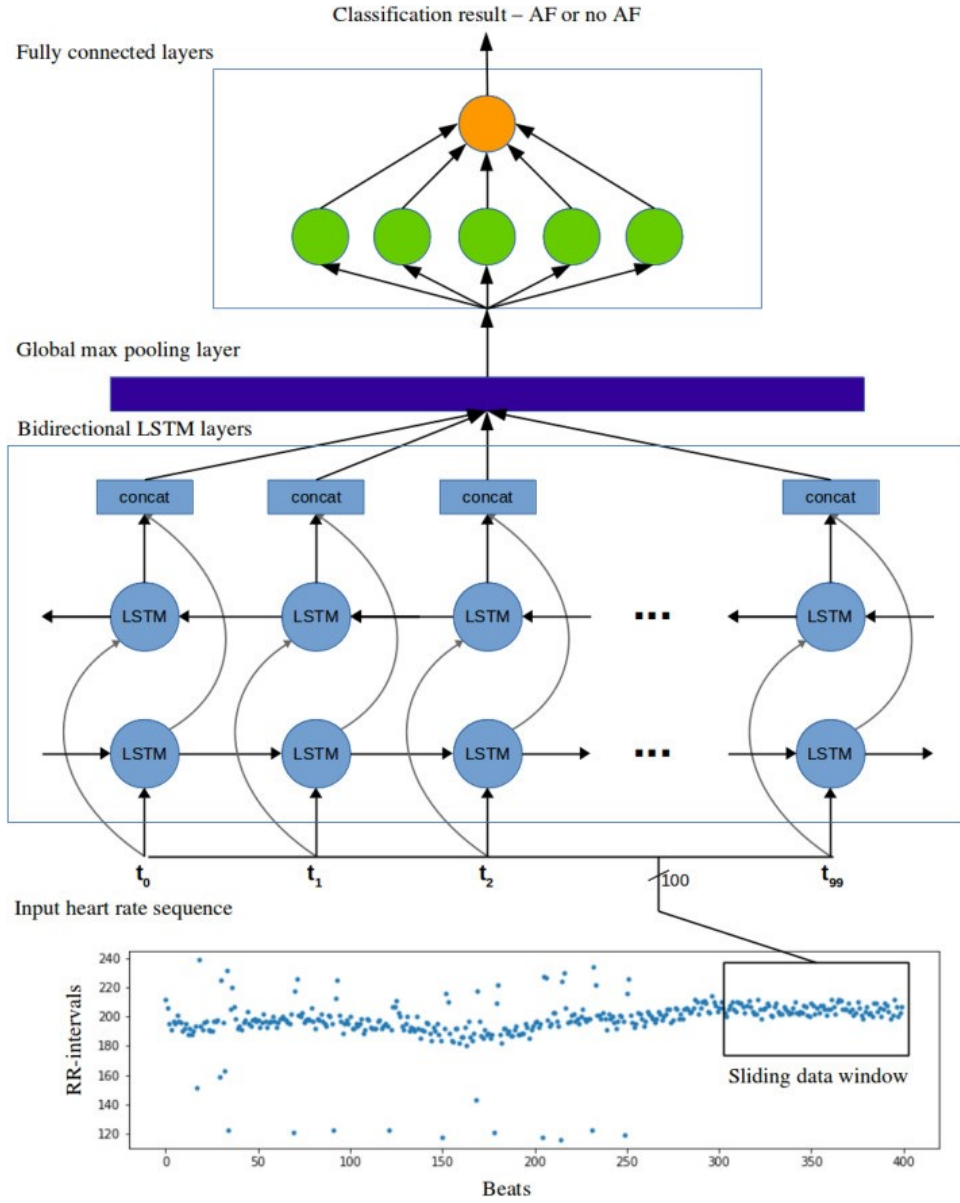 Classification result – AF or no AF
Fully connected layers
Global max pooling layer
Bidirectional LSTM layers
concat concat concat concat
LSTM LSTM LSTM ... LSTM
LSTM LSTM LSTM ... LSTM
t0 t1 t2 100 t99
Input heart rate sequence
240
220
200
180
160
140
120
RR-intervals
Sliding data window
0 50 100 150 200 250 300 350 400
Beats